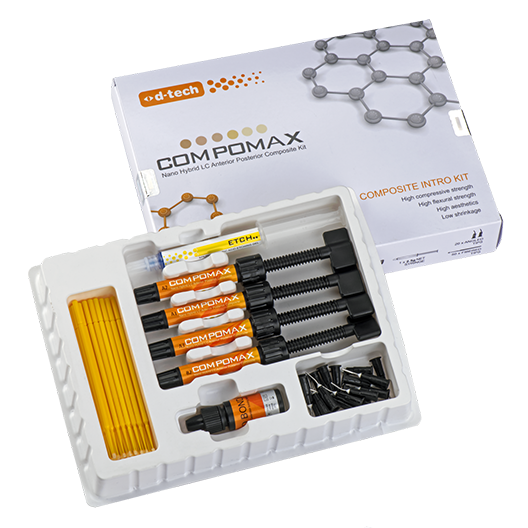 d-tech
COMPOMAX
Nano Hybrid LC Anterior Posterior Composite Kit
COMPOSITE INTRO KIT
High compressive strength
High flexural strength
High aesthetics
Low shrinkage
ETCH
COMPOMAX
COMPOMAX
COMPOMAX
COMPOMAX
BON